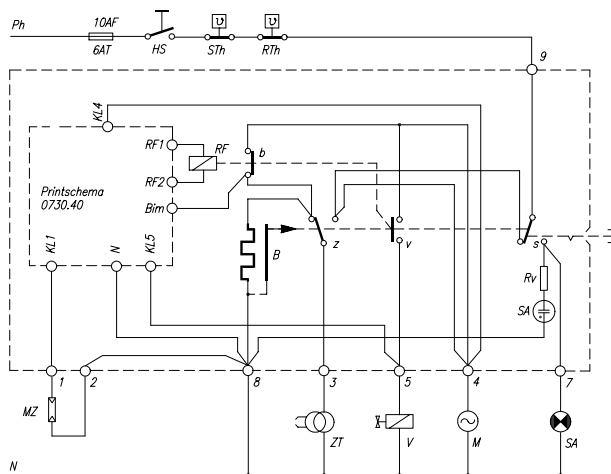 Ph
10AF
6AT
HS
STh
RTh
9
KL4
RF1
RF
b
RF2
Printschema
0730.40
Bim
KL1
N
KL5
B
z
v
s
Rv
SA
1
2
8
3
5
4
7
MZ
ZT
V
M
SA
N